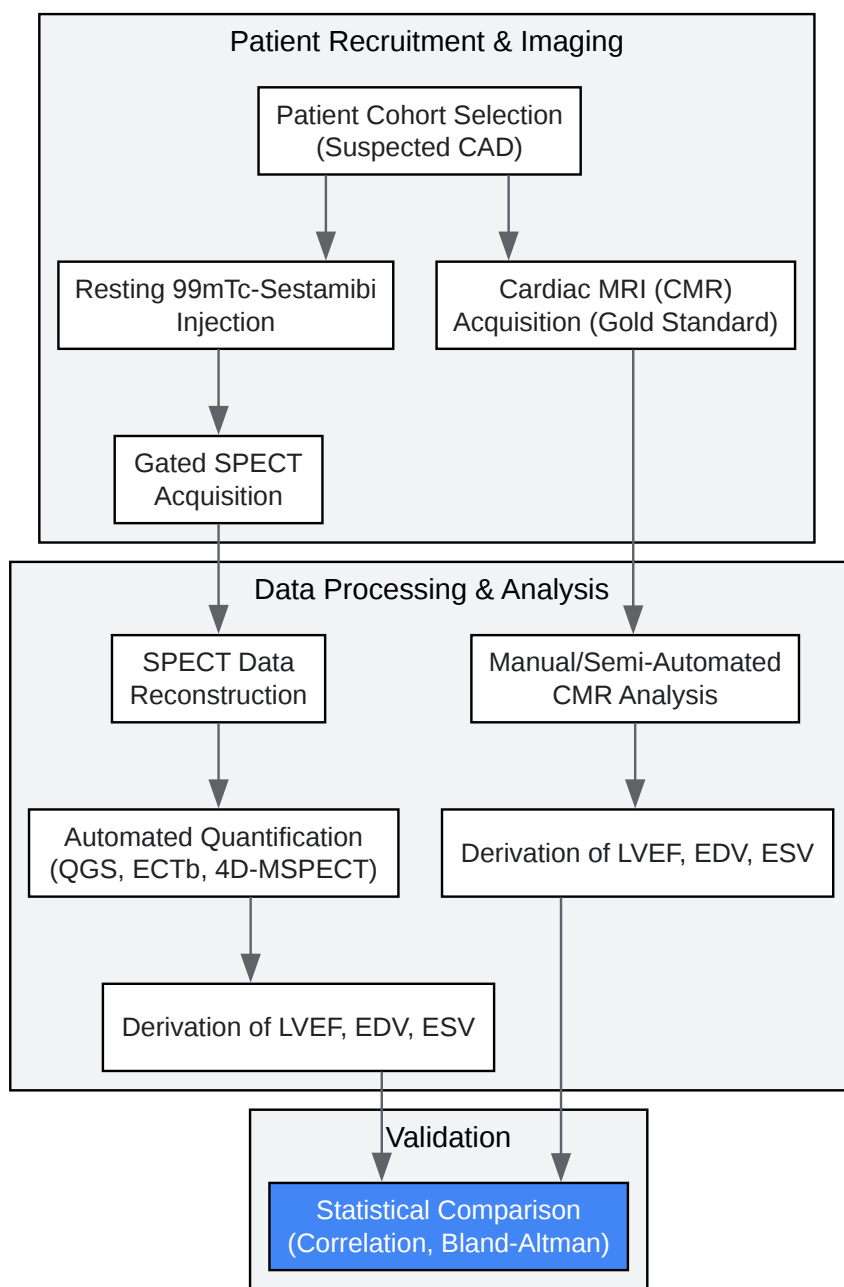 Patient Recruitment & Imaging
Patient Cohort Selection
(Suspected CAD)
Resting 99mTc-Sestamibi
Injection
Cardiac MRI (CMR)
Acquisition (Gold Standard)
Gated SPECT
Acquisition
Data Processing & Analysis
SPECT Data
Reconstruction
Manual/Semi-Automated
CMR Analysis
Automated Quantification
(QGS, ECTb, 4D-MSPECT)
Derivation of LVEF, EDV, ESV
Derivation of LVEF, EDV, ESV
Validation
Statistical Comparison
(Correlation, Bland-Altman)